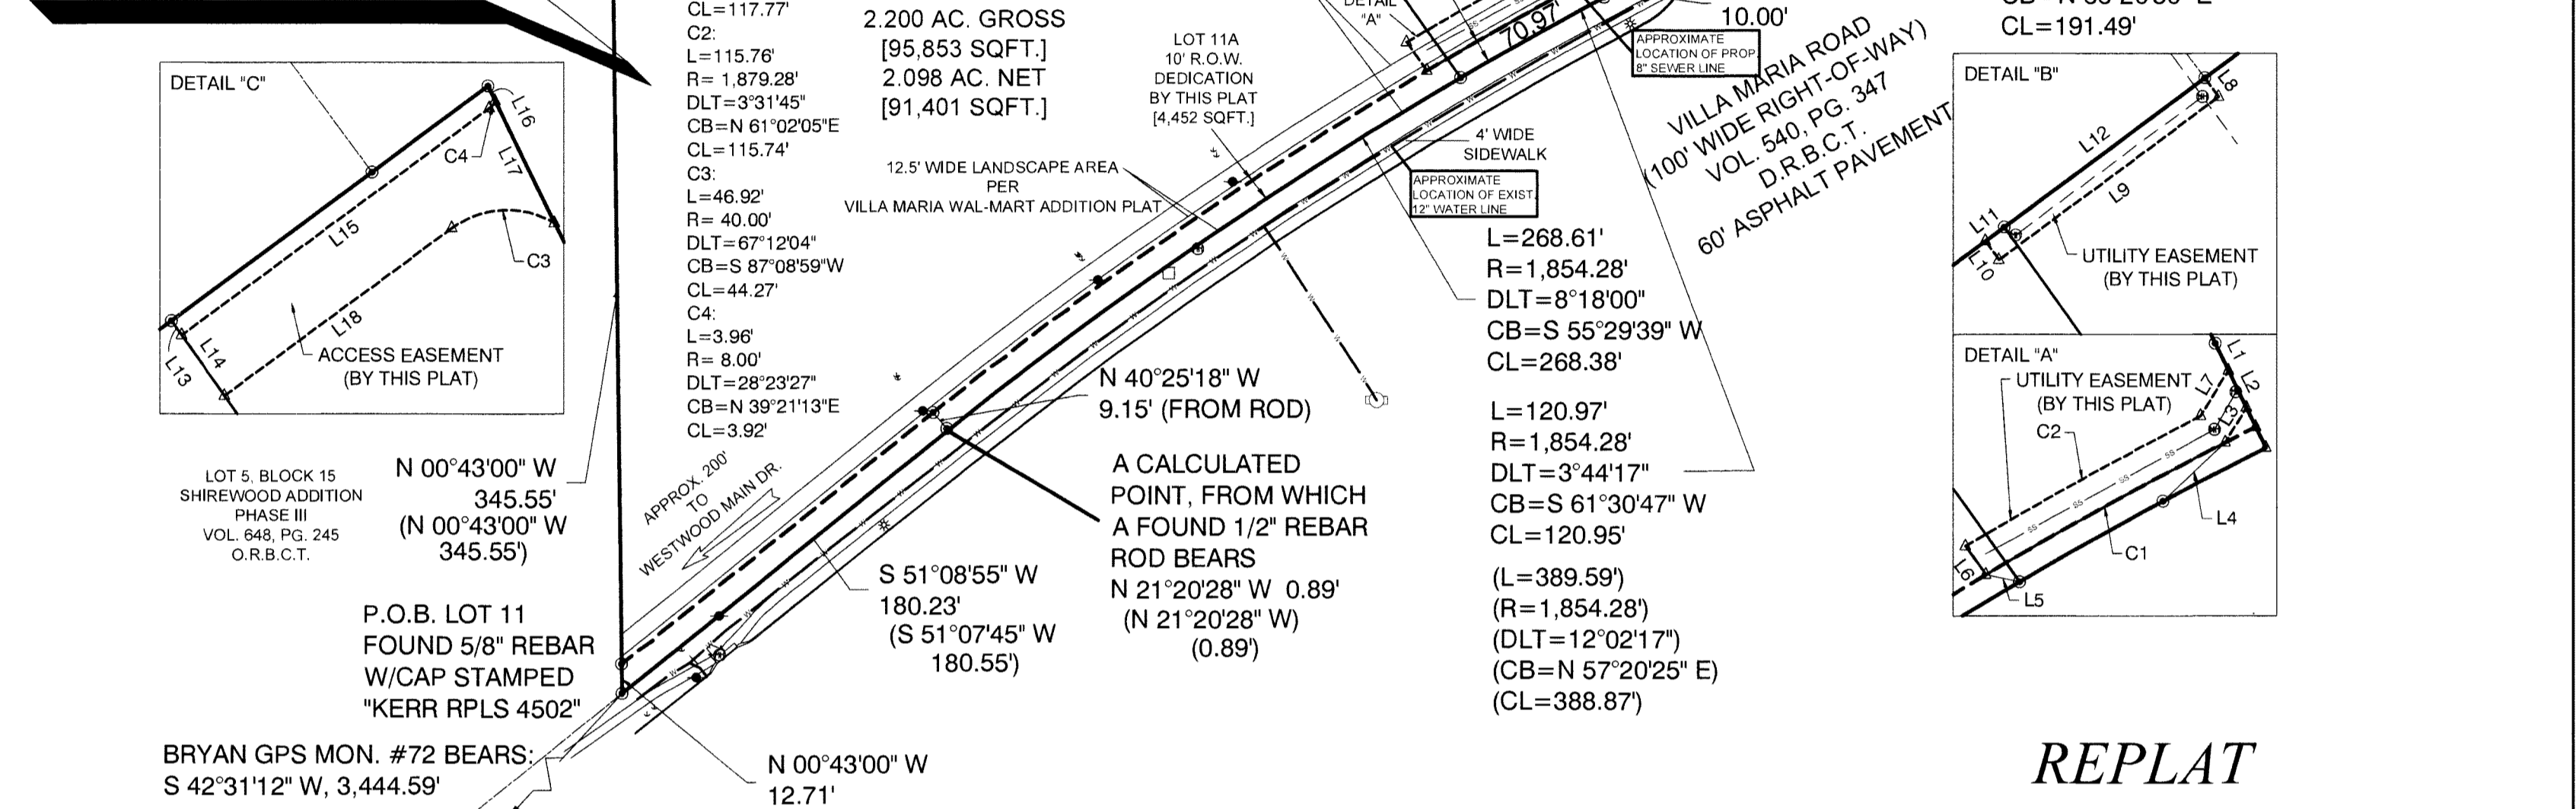 CL=117.77'
C2:
L=115.76'
R= 1,879.28'
DLT=3°31'45"
CB=N 61°02'05"E
CL=115.74'
C3:
L=46.92'
R= 40.00'
DLT=67°12'04"
CB=S 87°08'59"W
CL=44.27'
C4:
L=3.96'
R= 8.00'
DLT=28°23'27"
CB=N 39°21'13"E
CL=3.92'
2.200 AC. GROSS
[95,853 SQFT.]
2.098 AC. NET
[91,401 SQFT.]
LOT 11A
10' R.O.W.
DEDICATION
BY THIS PLAT
[4,452 SQFT.]
DETAIL
"A"
70.97'
10.00'
APPROXIMATE
LOCATION OF PROP.
8" SEWER LINE
VILLA MARIA ROAD
(100' WIDE RIGHT-OF-WAY)
VOL. 540, PG. 347
D.R.B.C.T.
60' ASPHALT PAVEMENT
CL=191.49'
DETAIL "C"
L16
C4
L17
L15
C3
L18
L13
L14
ACCESS EASEMENT
(BY THIS PLAT)
12.5' WIDE LANDSCAPE AREA
PER
VILLA MARIA WAL-MART ADDITION PLAT
4' WIDE
SIDEWALK
APPROXIMATE
LOCATION OF EXIST.
12" WATER LINE
L=268.61'
R=1,854.28'
DLT=8°18'00"
CB=S 55°29'39" W
CL=268.38'
L=120.97'
R=1,854.28'
DLT=3°44'17"
CB=S 61°30'47" W
CL=120.95'
(L=389.59')
(R=1,854.28')
(DLT=12°02'17")
(CB=N 57°20'25" E)
(CL=388.87')
DETAIL "B"
L8
L12
L9
L11
L10
UTILITY EASEMENT
(BY THIS PLAT)
DETAIL "A"
UTILITY EASEMENT
(BY THIS PLAT)
L1
L2
L7
L3
C2
L4
C1
L6
L5
SS
SS
SS
LOT 5, BLOCK 15
SHIREWOOD ADDITION
PHASE III
VOL. 648, PG. 245
O.R.B.C.T.
N 00°43'00" W
345.55'
(N 00°43'00" W
345.55')
APPROX. 200'
TO
WESTWOOD MAIN DR.
N 40°25'18" W
9.15' (FROM ROD)
A CALCULATED
POINT, FROM WHICH
A FOUND 1/2" REBAR
ROD BEARS
N 21°20'28" W 0.89'
(N 21°20'28" W)
(0.89')
S 51°08'55" W
180.23'
(S 51°07'45" W
180.55')
P.O.B. LOT 11
FOUND 5/8" REBAR
W/CAP STAMPED
"KERR RPLS 4502"
BRYAN GPS MON. #72 BEARS:
S 42°31'12" W, 3,444.59'
N 00°43'00" W
12.71'
REPLAT